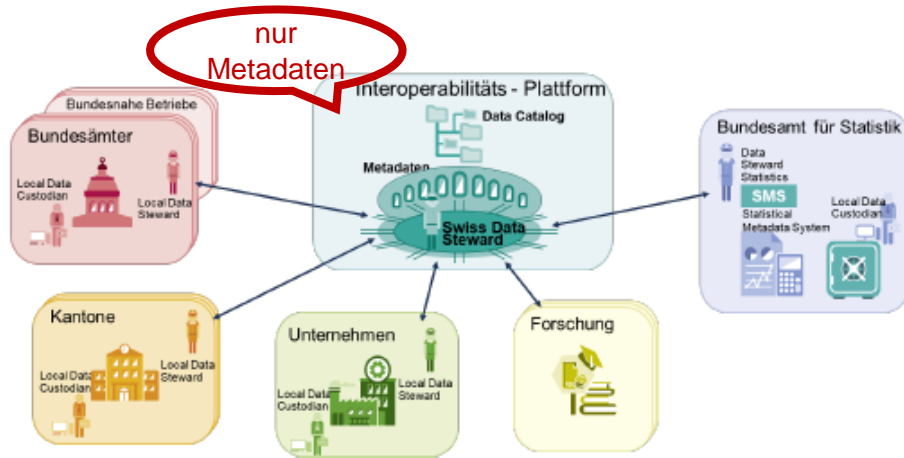 nur
Metadaten
Interoperabilitäts - Plattform
Data Catalog
Metadaten
Swiss Data
Steward
Bundesnahe Betriebe
Bundesämter
Local Data
Custodian
Local Data
Steward
Bundesamt für Statistik
Data
Steward
Statistics
SMS
Statistical
Metadata System
Local Data
Custodian
Kantone
Local Data
Custodian
Local Data
Steward
Unternehmen
Local Data
Custodian
Local Data
Steward
Forschung